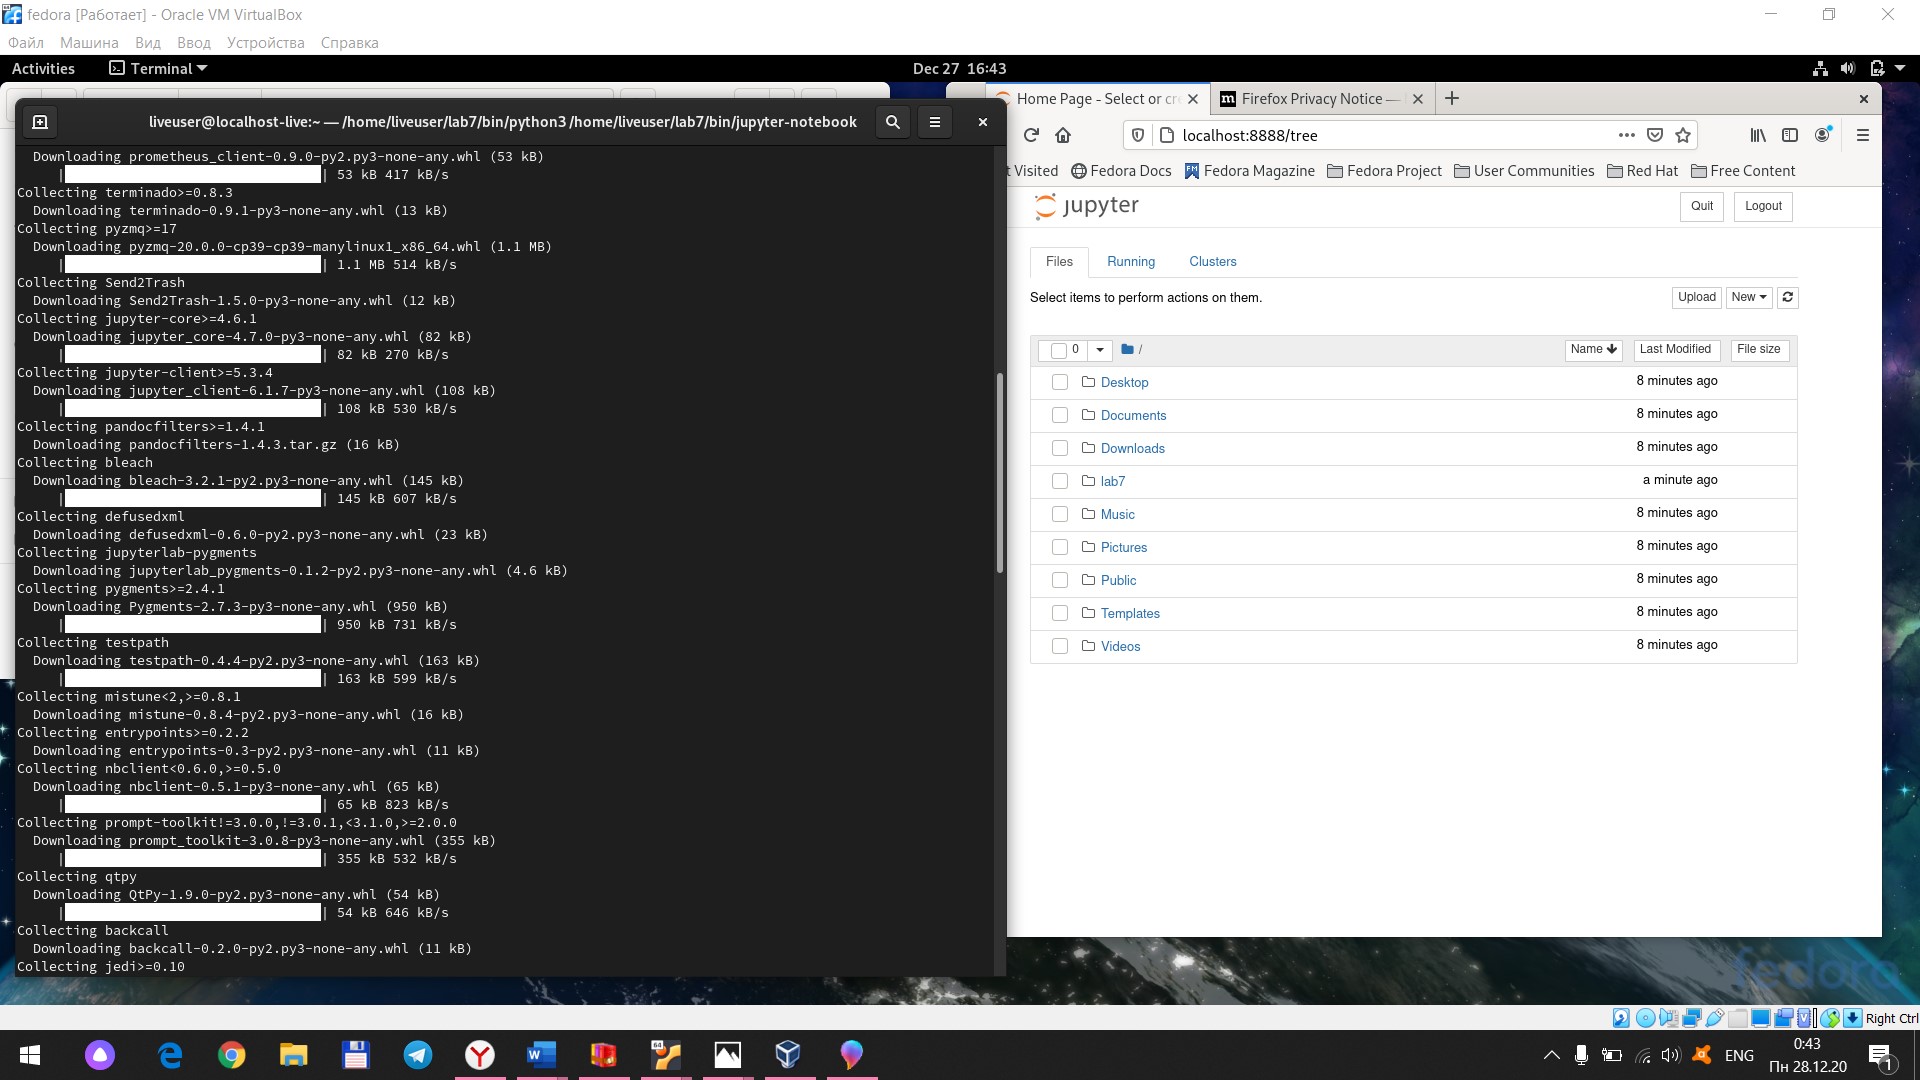 fedora [Работает] - Oracle VM VirtualBox
Файл Машина Вид Ввод Устройства Справка
Activities Terminal Dec 27 16:43
liveuser@localhost-live:~ — /home/liveuser/lab7/bin/python3 /home/liveuser/lab7/bin/jupyter-notebook
Downloading prometheus_client-0.9.0-py2.py3-none-any.whl (53 kB)
| | 53 kB 417 kB/s
Collecting terminado>=0.8.3
Downloading terminado-0.9.1-py3-none-any.whl (13 kB)
Collecting pyzmq>=17
Downloading pyzmq-20.0.0-cp39-cp39-manylinux1_x86_64.whl (1.1 MB)
| | 1.1 MB 514 kB/s
Collecting Send2Trash
Downloading Send2Trash-1.5.0-py3-none-any.whl (12 kB)
Collecting jupyter-core>=4.6.1
Downloading jupyter_core-4.7.0-py3-none-any.whl (82 kB)
| | 82 kB 270 kB/s
Collecting jupyter-client>=5.3.4
Downloading jupyter_client-6.1.7-py3-none-any.whl (108 kB)
| | 108 kB 530 kB/s
Collecting pandocfilters>=1.4.1
Downloading pandocfilters-1.4.3.tar.gz (16 kB)
Collecting bleach
Downloading bleach-3.2.1-py2.py3-none-any.whl (145 kB)
| | 145 kB 607 kB/s
Collecting defusedxml
Downloading defusedxml-0.6.0-py2.py3-none-any.whl (23 kB)
Collecting jupyterlab-pygments
Downloading jupyterlab_pygments-0.1.2-py2.py3-none-any.whl (4.6 kB)
Collecting pygments>=2.4.1
Downloading Pygments-2.7.3-py3-none-any.whl (950 kB)
| | 950 kB 731 kB/s
Collecting testpath
Downloading testpath-0.4.4-py2.py3-none-any.whl (163 kB)
| | 163 kB 599 kB/s
Collecting mistune<2,>=0.8.1
Downloading mistune-0.8.4-py2.py3-none-any.whl (16 kB)
Collecting entrypoints>=0.2.2
Downloading entrypoints-0.3-py2.py3-none-any.whl (11 kB)
Collecting nbclient<0.6.0,>=0.5.0
Downloading nbclient-0.5.1-py3-none-any.whl (65 kB)
| | 65 kB 823 kB/s
Collecting prompt-toolkit!=3.0.0,!=3.0.1,<3.1.0,>=2.0.0
Downloading prompt_toolkit-3.0.8-py3-none-any.whl (355 kB)
| | 355 kB 532 kB/s
Collecting qtpy
Downloading QtPy-1.9.0-py2.py3-none-any.whl (54 kB)
| | 54 kB 646 kB/s
Collecting backcall
Downloading backcall-0.2.0-py2.py3-none-any.whl (11 kB)
Collecting jedi>=0.10
Home Page - Select or cr Firefox Privacy Notice —
localhost:8888/tree
t Visited Fedora Docs Fedora Magazine Fedora Project User Communities Red Hat Free Content
jupyter Quit Logout
Files Running Clusters
Select items to perform actions on them. Upload New
0 / Name Last Modified File size
Desktop 8 minutes ago
Documents 8 minutes ago
Downloads 8 minutes ago
lab7 a minute ago
Music 8 minutes ago
Pictures 8 minutes ago
Public 8 minutes ago
Templates 8 minutes ago
Videos 8 minutes ago
fedora
Right Ctrl
ENG
0:43
Пн 28.12.20
1